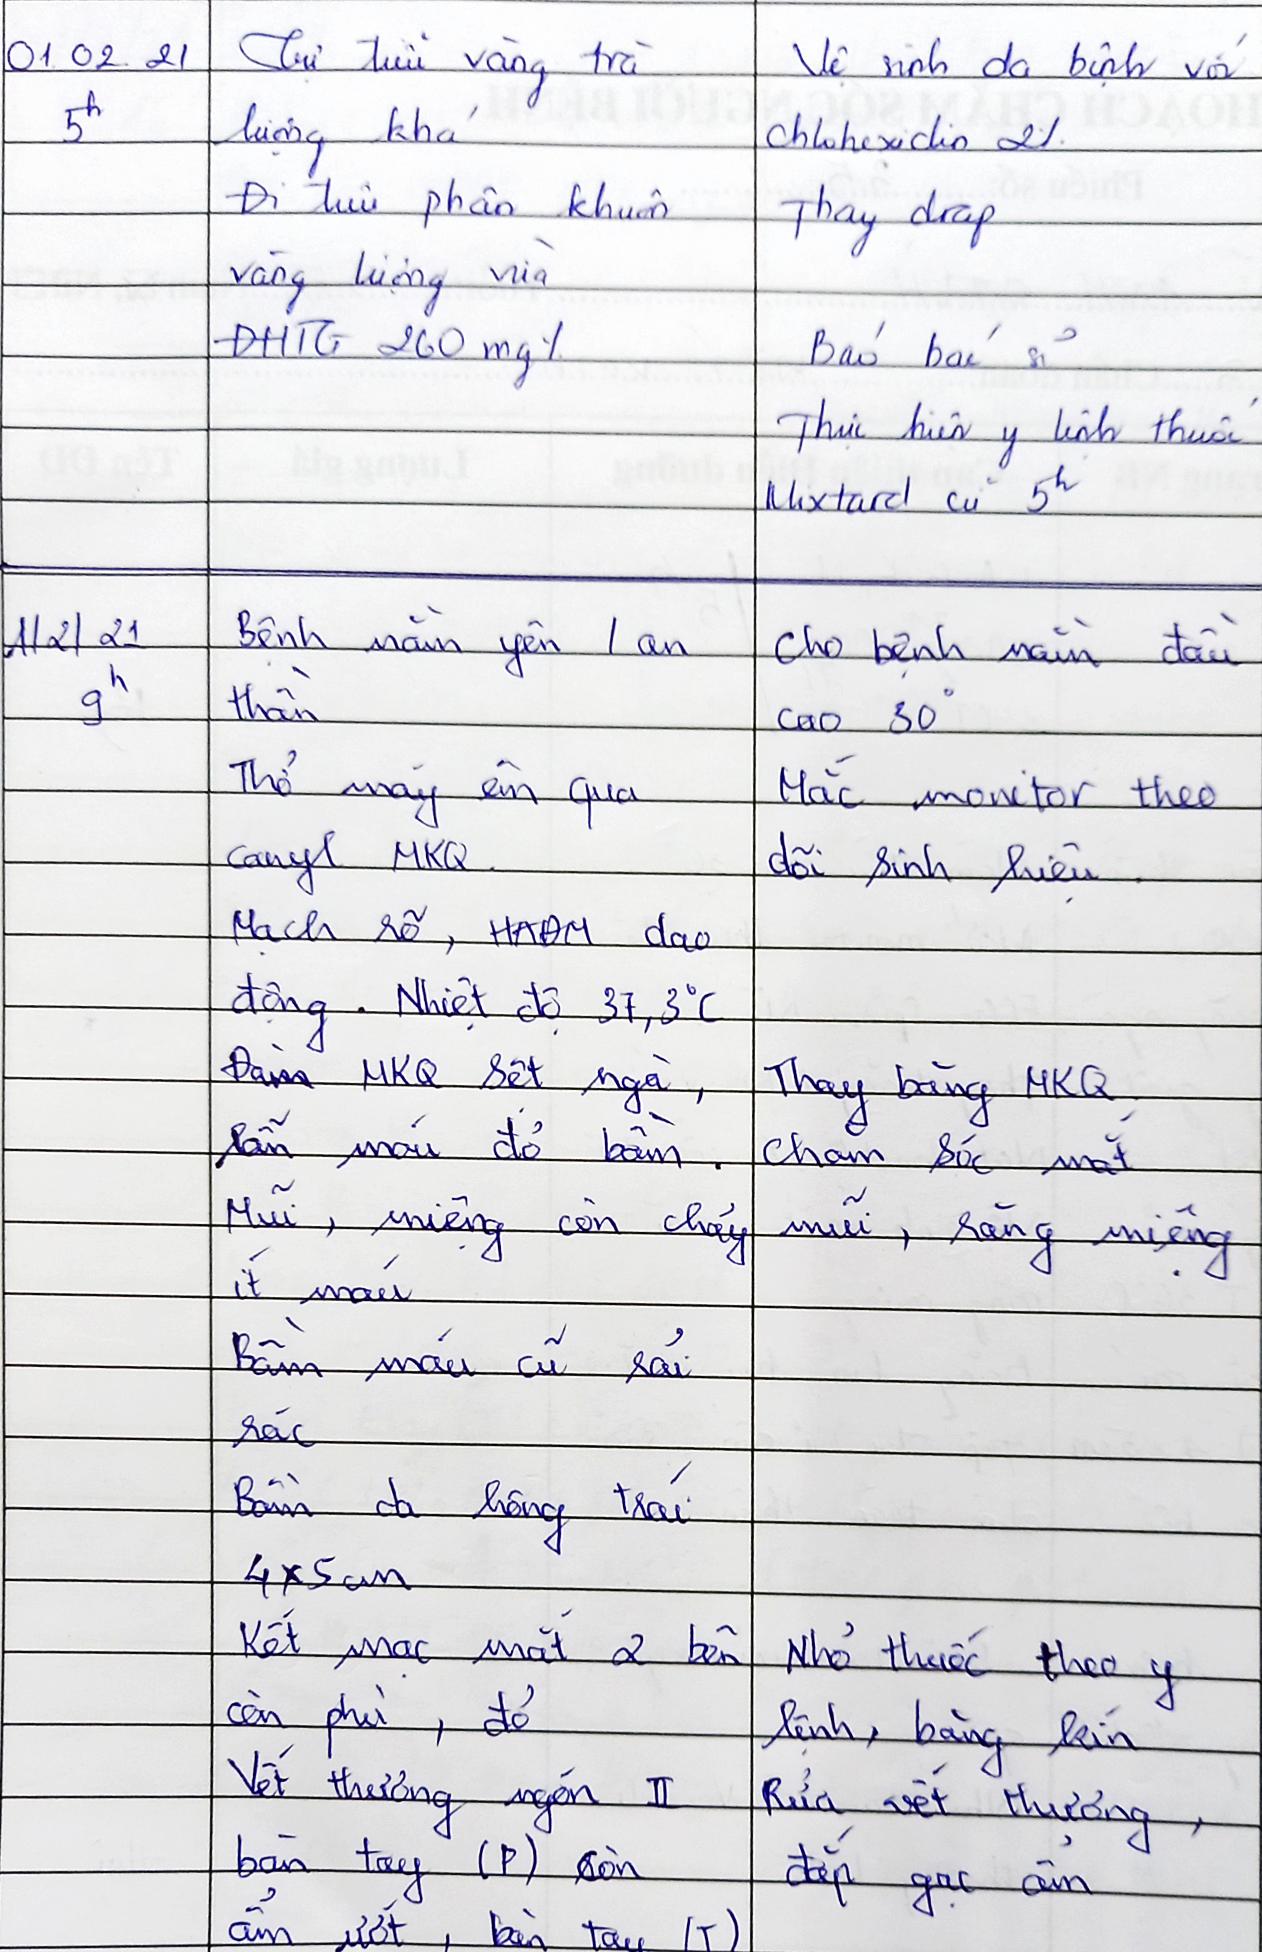 01.02.21
5h
Tự tiểu vàng trà
lượng khá
Đi tiêu phân khuôn
vàng lượng vừa
ĐHTG 260 mg%
Vệ sinh da bệnh với
Chlohexidin 2%.
Thay drap
Báo bác sĩ
Thực hiện y lệnh thuốc
Mixtard cữ 5h
1/2/21
9h
Bệnh nằm yên / an
thần
Thở máy êm qua
canyl MKQ.
Mạch rõ, HAĐM dao
động. Nhiệt độ 37,3°C
Đàm MKQ sệt ngà,
lẫn máu đỏ bầm.
Mũi, miệng còn chảy
ít máu
Bầm máu cũ rải
rác
Bầm da hông trái
4x5cm
Kết mạc mắt 2 bên
còn phù, đỏ
Vết thương ngón II
bàn tay (P) còn
ẩm ướt, bàn tay (T)
Cho bệnh nằm đầu
cao 30°
Mắc monitor theo
dõi sinh hiệu.
Thay băng MKQ.
Chăm sóc mắt
mũi, răng miệng
Nhỏ thuốc theo y
lệnh, băng kín
Rửa vết thương,
đắp gạc ẩm